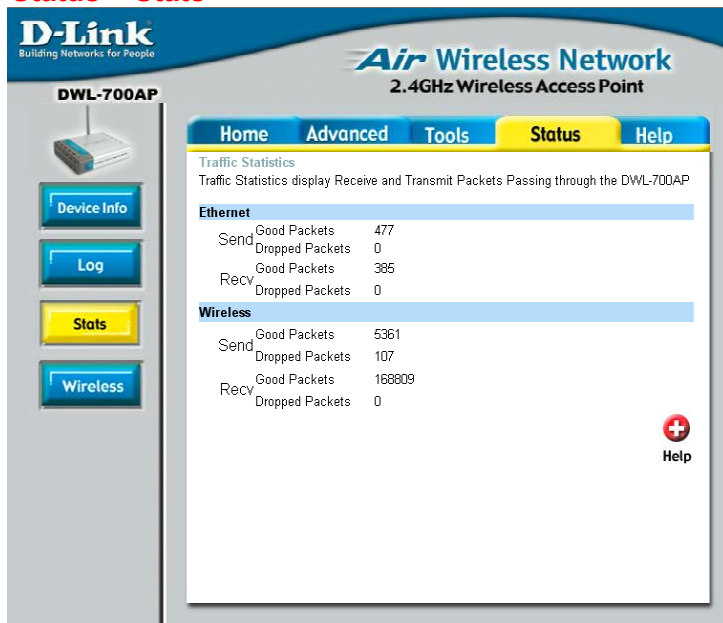 D-Link
Building Networks for People
Air Wireless Network
2.4GHz Wireless Access Point
DWL-700AP
Home Advanced Tools Status Help
Device Info
Log
Stats
Wireless
Traffic Statistics
Traffic Statistics display Receive and Transmit Packets Passing through the DWL-700AP
Ethernet
Send Good Packets 477
Dropped Packets 0
Recv Good Packets 385
Dropped Packets 0
Wireless
Send Good Packets 5361
Dropped Packets 107
Recv Good Packets 168809
Dropped Packets 0
Help